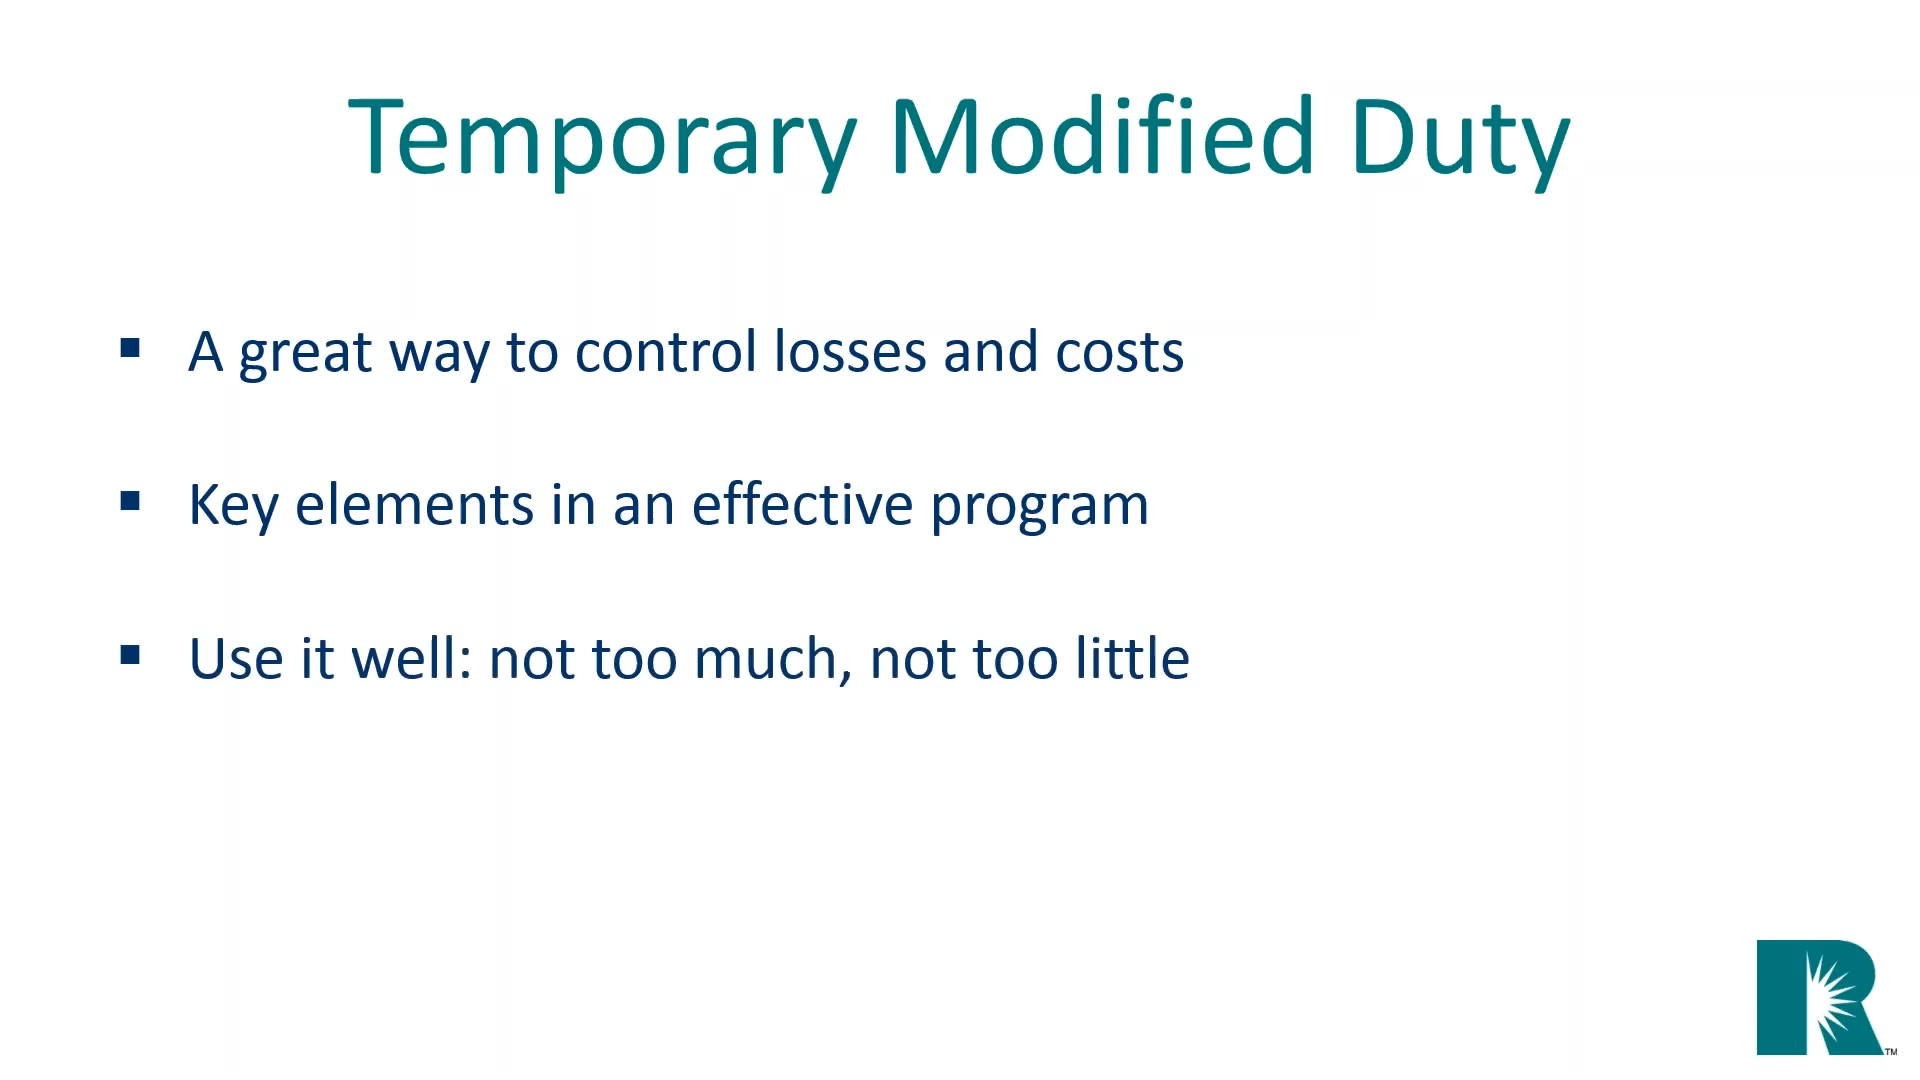 Temporary Modified Duty
▪ A great way to control losses and costs
▪ Key elements in an effective program
▪ Use it well: not too much, not too little
R
TM